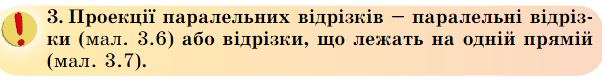 3. Проекції паралельних відрізків – паралельні відріз-
ки (мал. 3.6) або відрізки, що лежать на одній прямій
(мал. 3.7).